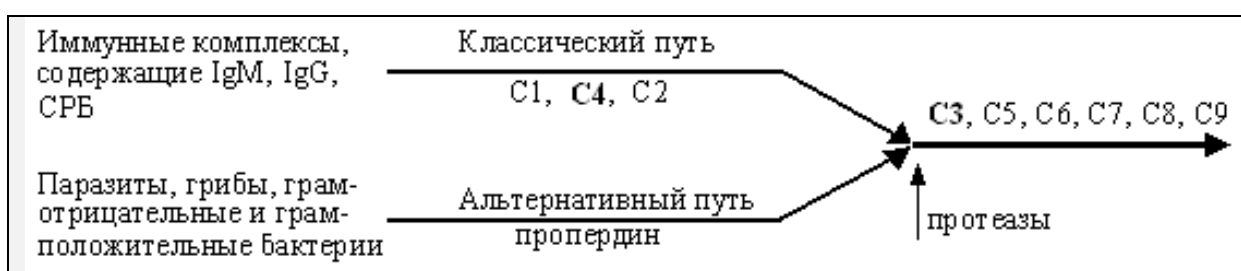 Иммунные комплексы,
содержащие IgM, IgG,
СРБ
Классический путь
C1, C4, C2
C3, C5, C6, C7, C8, C9
Паразиты, грибы, грам-
отрицательные и грам-
положительные бактерии
Альтернативный путь
пропердин
протеазы